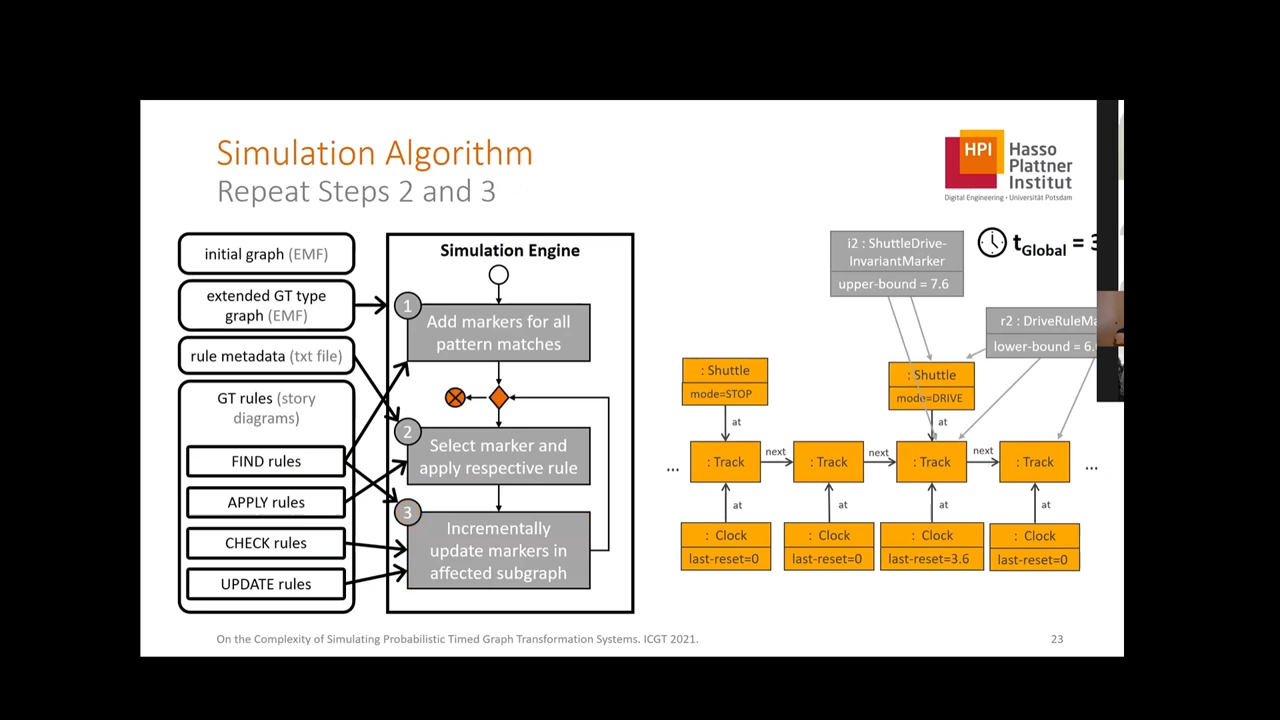 Simulation Algorithm
Repeat Steps 2 and 3
HPI
Hasso
Plattner
Institut
Digital Engineering • Universität Potsdam
initial graph (EMF)
extended GT type
graph (EMF)
rule metadata (txt file)
GT rules (story
diagrams)
FIND rules
APPLY rules
CHECK rules
UPDATE rules
Simulation Engine
1
Add markers for all
pattern matches
2
Select marker and
apply respective rule
3
Incrementally
update markers in
affected subgraph
i2 : ShuttleDrive-
InvariantMarker
upper-bound = 7.6
tGlobal = 3
r2 : DriveRuleMa
lower-bound = 6.
: Shuttle
mode=STOP
: Shuttle
mode=DRIVE
at
at
...
: Track
next
: Track
next
: Track
next
: Track
...
at
at
at
at
: Clock
last-reset=0
: Clock
last-reset=0
: Clock
last-reset=3.6
: Clock
last-reset=0
On the Complexity of Simulating Probabilistic Timed Graph Transformation Systems. ICGT 2021.
23